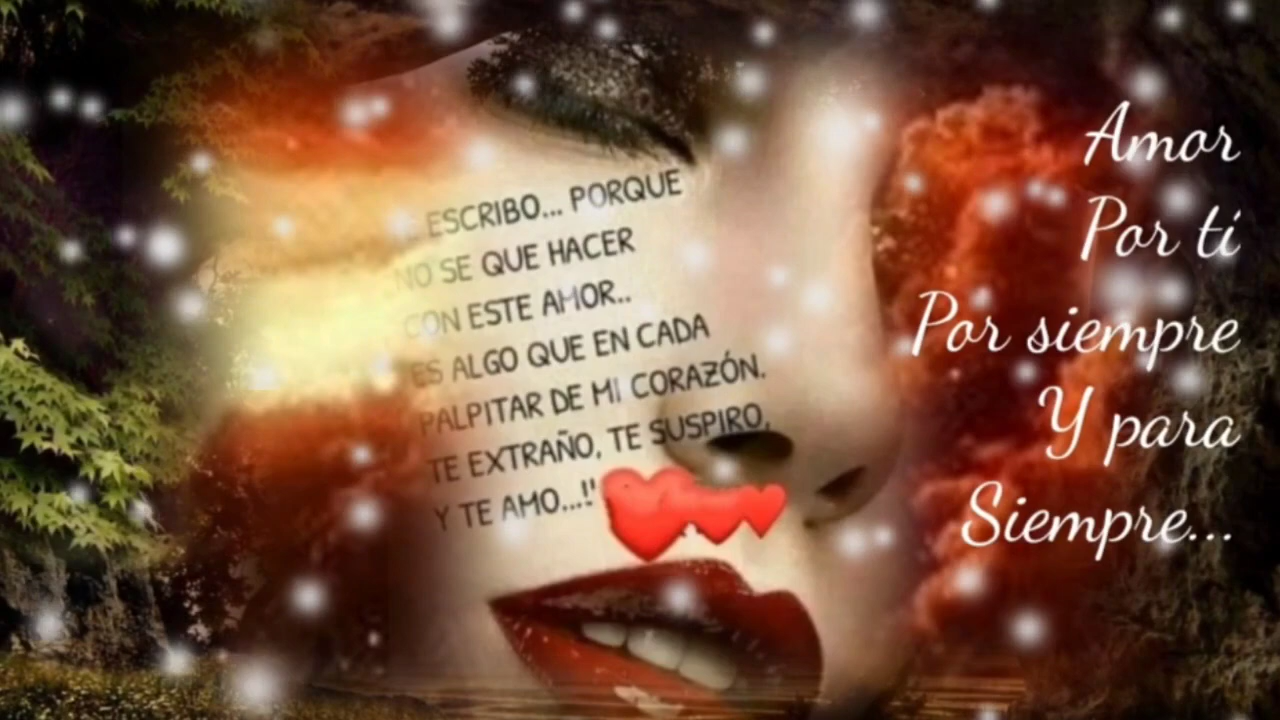 ESCRIBO... PORQUE
NO SE QUE HACER
CON ESTE AMOR..
ES ALGO QUE EN CADA
PALPITAR DE MI CORAZÓN.
TE EXTRAÑO, TE SUSPIRO,
Y TE AMO...!"
Amor
Por tí
Por siempre
Y para
Siempre...